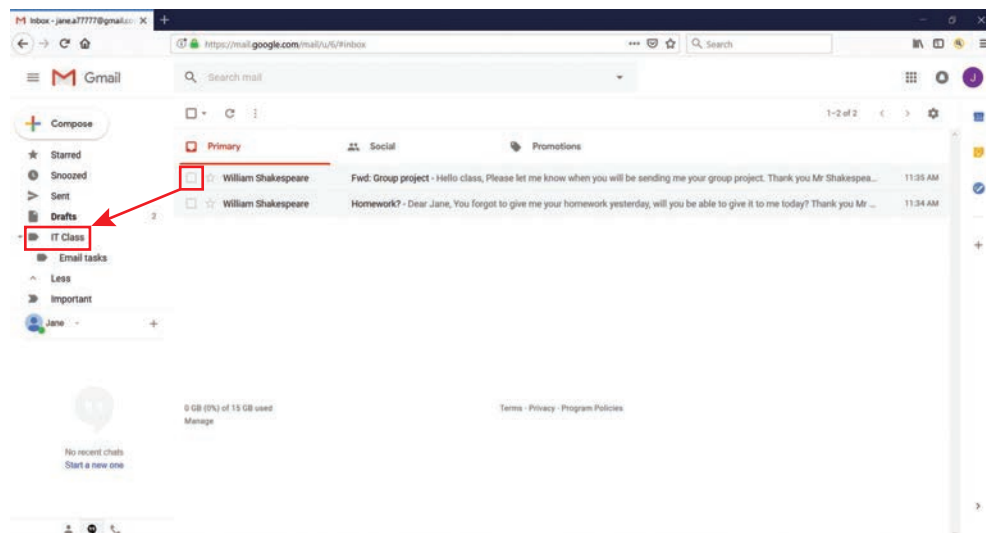 Inbox - jane.a77777@gmail.co
https://mail.google.com/mail/u/6/#inbox
Search
Gmail
Search mail
J
Compose
1–2 of 2
Primary
Social
Promotions
Starred
Snoozed
Sent
Drafts 2
IT Class
Email tasks
Less
Important
Jane
William Shakespeare Fwd: Group project - Hello class, Please let me know when you will be sending me your group project. Thank you Mr Shakespea... 11:35 AM
William Shakespeare Homework? - Dear Jane, You forgot to give me your homework yesterday, will you be able to give it to me today? Thank you Mr ... 11:34 AM
0 GB (0%) of 15 GB used
Manage
Terms - Privacy - Program Policies
No recent chats
Start a new one